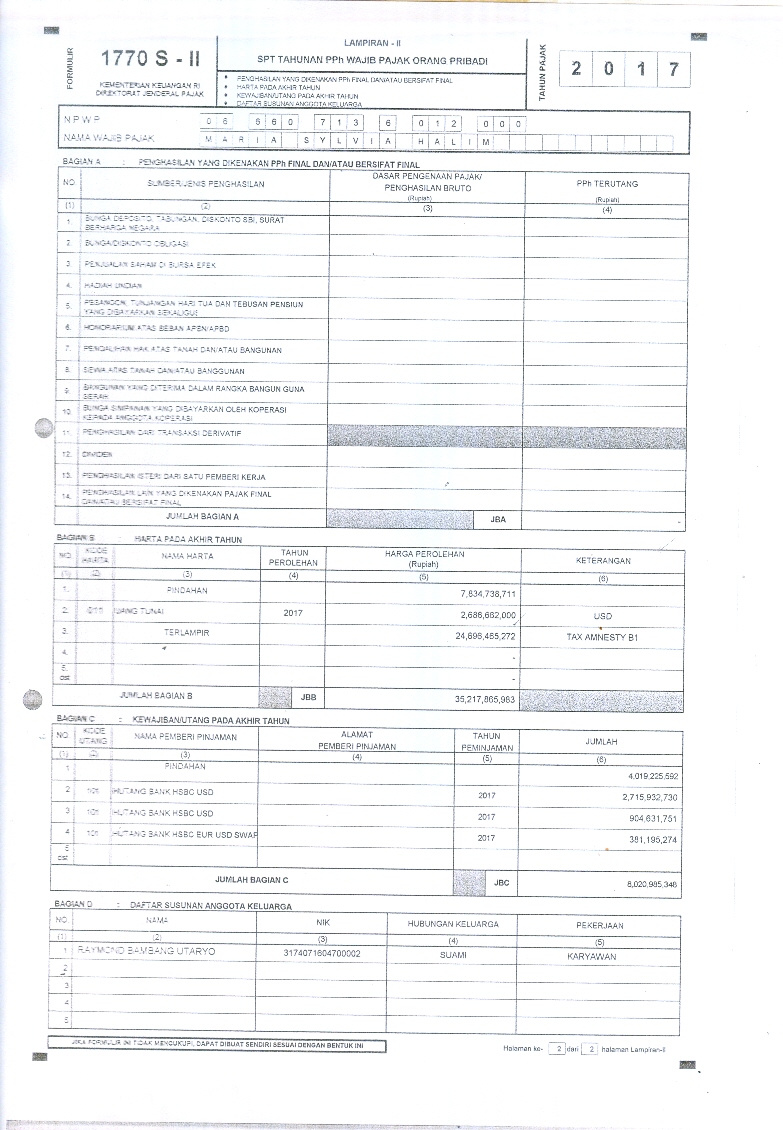 FORMULIR
1770 S - II
KEMENTERIAN KEUANGAN RI
DIREKTORAT JENDERAL PAJAK
LAMPIRAN - II
SPT TAHUNAN PPh WAJIB PAJAK ORANG PRIBADI
• PENGHASILAN YANG DIKENAKAN PPh FINAL DAN/ATAU BERSIFAT FINAL
• HARTA PADA AKHIR TAHUN
• KEWAJIBAN/UTANG PADA AKHIR TAHUN
• DAFTAR SUSUNAN ANGGOTA KELUARGA
TAHUN PAJAK
2 0 1 7
N P W P 0 6 6 6 0 7 1 3 6 0 1 2 0 0 0
NAMA WAJIB PAJAK M A R I A S Y L V I A H A L I M
BAGIAN A : PENGHASILAN YANG DIKENAKAN PPh FINAL DAN/ATAU BERSIFAT FINAL
NO SUMBER/JENIS PENGHASILAN DASAR PENGENAAN PAJAK/ PENGHASILAN BRUTO (Rupiah) PPh TERUTANG (Rupiah)
(1) (2) (3) (4)
1. BUNGA DEPOSITO, TABUNGAN, DISKONTO SBI, SURAT
BERHARGA NEGARA
2. BUNGA/DISKONTO OBLIGASI
3. PENJUALAN SAHAM DI BURSA EFEK
4. HADIAH UNDIAN
5. PESANGON, TUNJANGAN HARI TUA DAN TEBUSAN PENSIUN
YANG DIBAYARKAN SEKALIGUS
6. HONORARIUM ATAS BEBAN APBN/APBD
7. PENGALIHAN HAK ATAS TANAH DAN/ATAU BANGUNAN
8. SEWA ATAS TANAH DAN/ATAU BANGGUNAN
9. BANGUNAN YANG DITERIMA DALAM RANGKA BANGUN GUNA
SERAH
10. BUNGA SIMPANAN YANG DIBAYARKAN OLEH KOPERASI
KEPADA ANGGOTA KOPERASI
11. PENGHASILAN DARI TRANSAKSI DERIVATIF
12. DIVIDEN
13. PENGHASILAN ISTERI DARI SATU PEMBERI KERJA
14. PENGHASILAN LAIN YANG DIKENAKAN PAJAK FINAL
DAN/ATAU BERSIFAT FINAL
JUMLAH BAGIAN A JBA -
BAGIAN B : HARTA PADA AKHIR TAHUN
NO KODE HARTA NAMA HARTA TAHUN PEROLEHAN HARGA PEROLEHAN (Rupiah) KETERANGAN
(1) (2) (3) (4) (5) (6)
1. PINDAHAN 7,834,738,711
2. 011 UANG TUNAI 2017 2,686,662,000 USD
3. TERLAMPIR 24,696,465,272 TAX AMNESTY B1
4. -
5. -
dst
JUMLAH BAGIAN B JBB 35,217,865,983
BAGIAN C : KEWAJIBAN/UTANG PADA AKHIR TAHUN
NO KODE UTANG NAMA PEMBERI PINJAMAN ALAMAT PEMBERI PINJAMAN TAHUN PEMINJAMAN JUMLAH
(1) (2) (3) (4) (5) (6)
1 PINDAHAN 4,019,225,592
2 101 HUTANG BANK HSBC USD 2017 2,715,932,730
3 101 HUTANG BANK HSBC USD 2017 904,631,751
4 101 HUTANG BANK HSBC EUR USD SWAP 2017 381,195,274
5
dst
JUMLAH BAGIAN C JBC 8,020,985,348
BAGIAN D : DAFTAR SUSUNAN ANGGOTA KELUARGA
NO NAMA NIK HUBUNGAN KELUARGA PEKERJAAN
(1) (2) (3) (4) (5)
1 RAYMOND BAMBANG UTARYO 3174071604700002 SUAMI KARYAWAN
2
3
4
5
JIKA FORMULIR INI TIDAK MENCUKUPI, DAPAT DIBUAT SENDIRI SESUAI DENGAN BENTUK INI
Halaman ke- 2 dari 2 halaman Lampiran-II